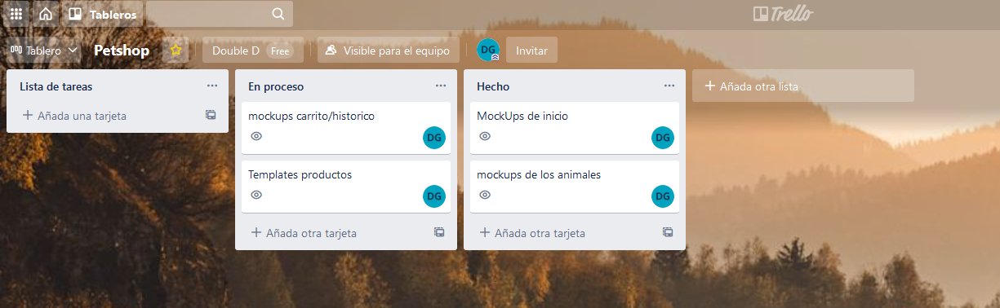 Tableros
Trello
Tablero
Petshop
Double D Free
Visible para el equipo
DG
Invitar
Lista de tareas
Añada una tarjeta
En proceso
mockups carrito/historico
DG
Templates productos
DG
Añada otra tarjeta
Hecho
MockUps de inicio
DG
mockups de los animales
DG
Añada otra tarjeta
Añada otra lista